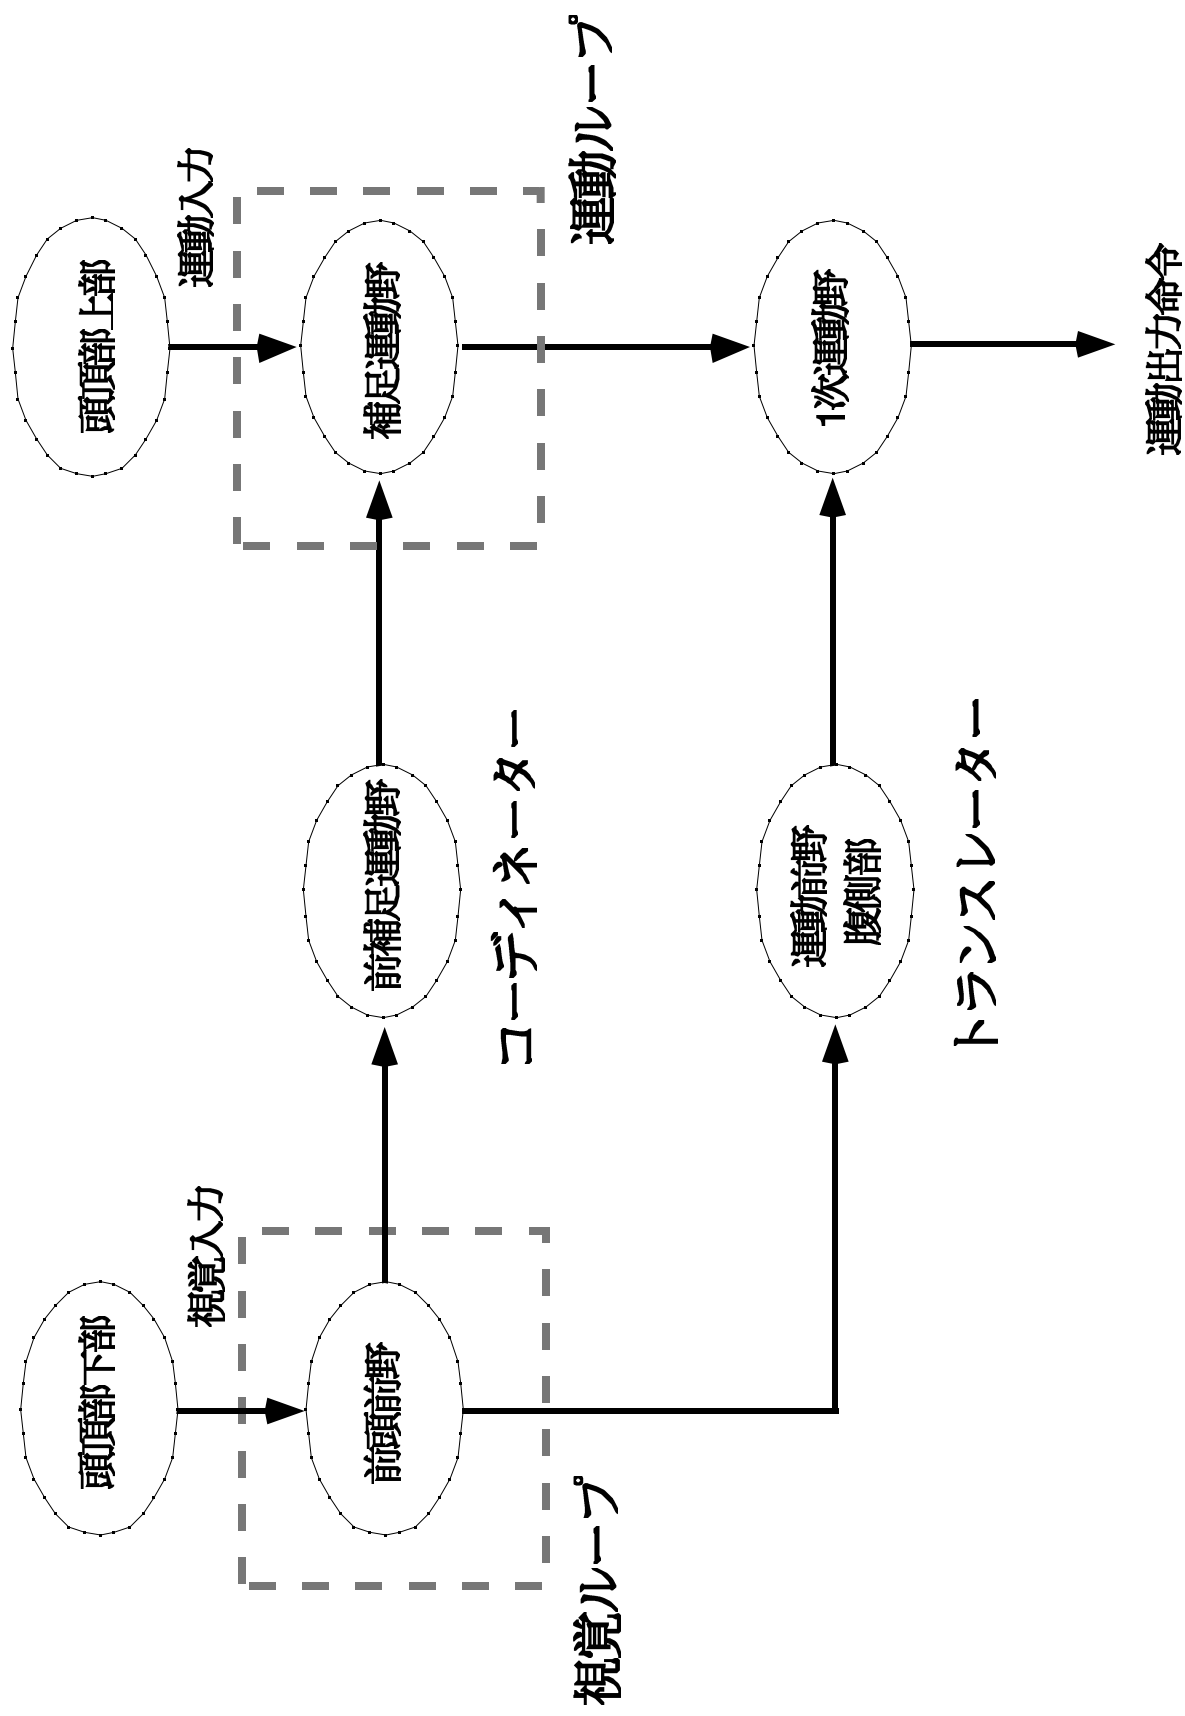 頭頂部下部
頭頂部上部
視覚入力
運動入力
前頭前野
前補足運動野
補足運動野
コーディネーター
視覚ループ
運動ループ
運動前野
腹側部
1次運動野
トランスレーター
運動出力命令